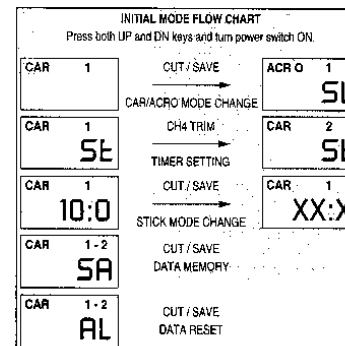 INITIAL MODE FLOW CHART
Press both UP and DN keys and turn power switch ON.
CAR 1 CUT / SAVE ACRO 1
CAR/ACRO MODE CHANGE
CAR 1 CH4 TRIM CAR 2
St
TIMER SETTING
CAR 1 CUT / SAVE CAR 1
10:0 XX:X
STICK MODE CHANGE
CAR 1-2 CUT / SAVE
SA DATA MEMORY
CAR 1-2
AL CUT / SAVE
DATA RESET